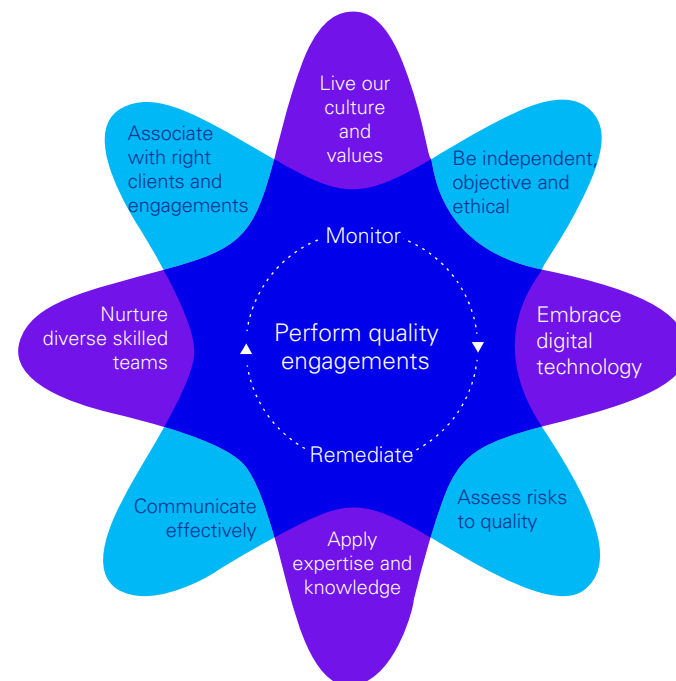 Live our
culture
and
values
Associate
with right
clients and
engagements
Be independent,
objective and
ethical
Monitor
Nurture
diverse skilled
teams
Perform quality
engagements
Embrace
digital
technology
Remediate
Communicate
effectively
Assess risks
to quality
Apply
expertise and
knowledge